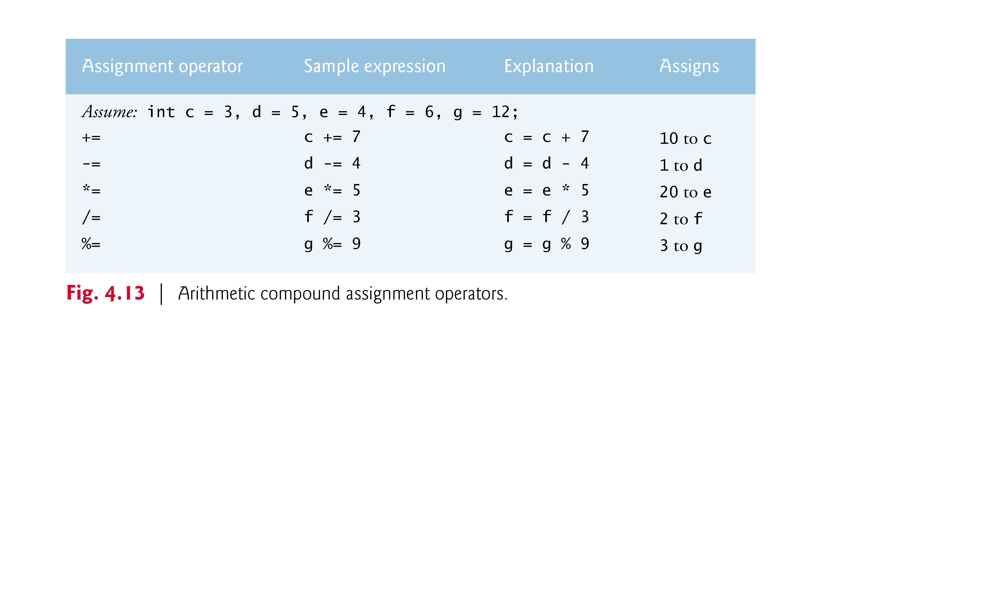 Assignment operator Sample expression Explanation Assigns
Assume: int c = 3, d = 5, e = 4, f = 6, g = 12;
+= c += 7 c = c + 7 10 to c
-= d -= 4 d = d - 4 1 to d
*= e *= 5 e = e * 5 20 to e
/= f /= 3 f = f / 3 2 to f
%= g %= 9 g = g % 9 3 to g
Fig. 4.13 | Arithmetic compound assignment operators.